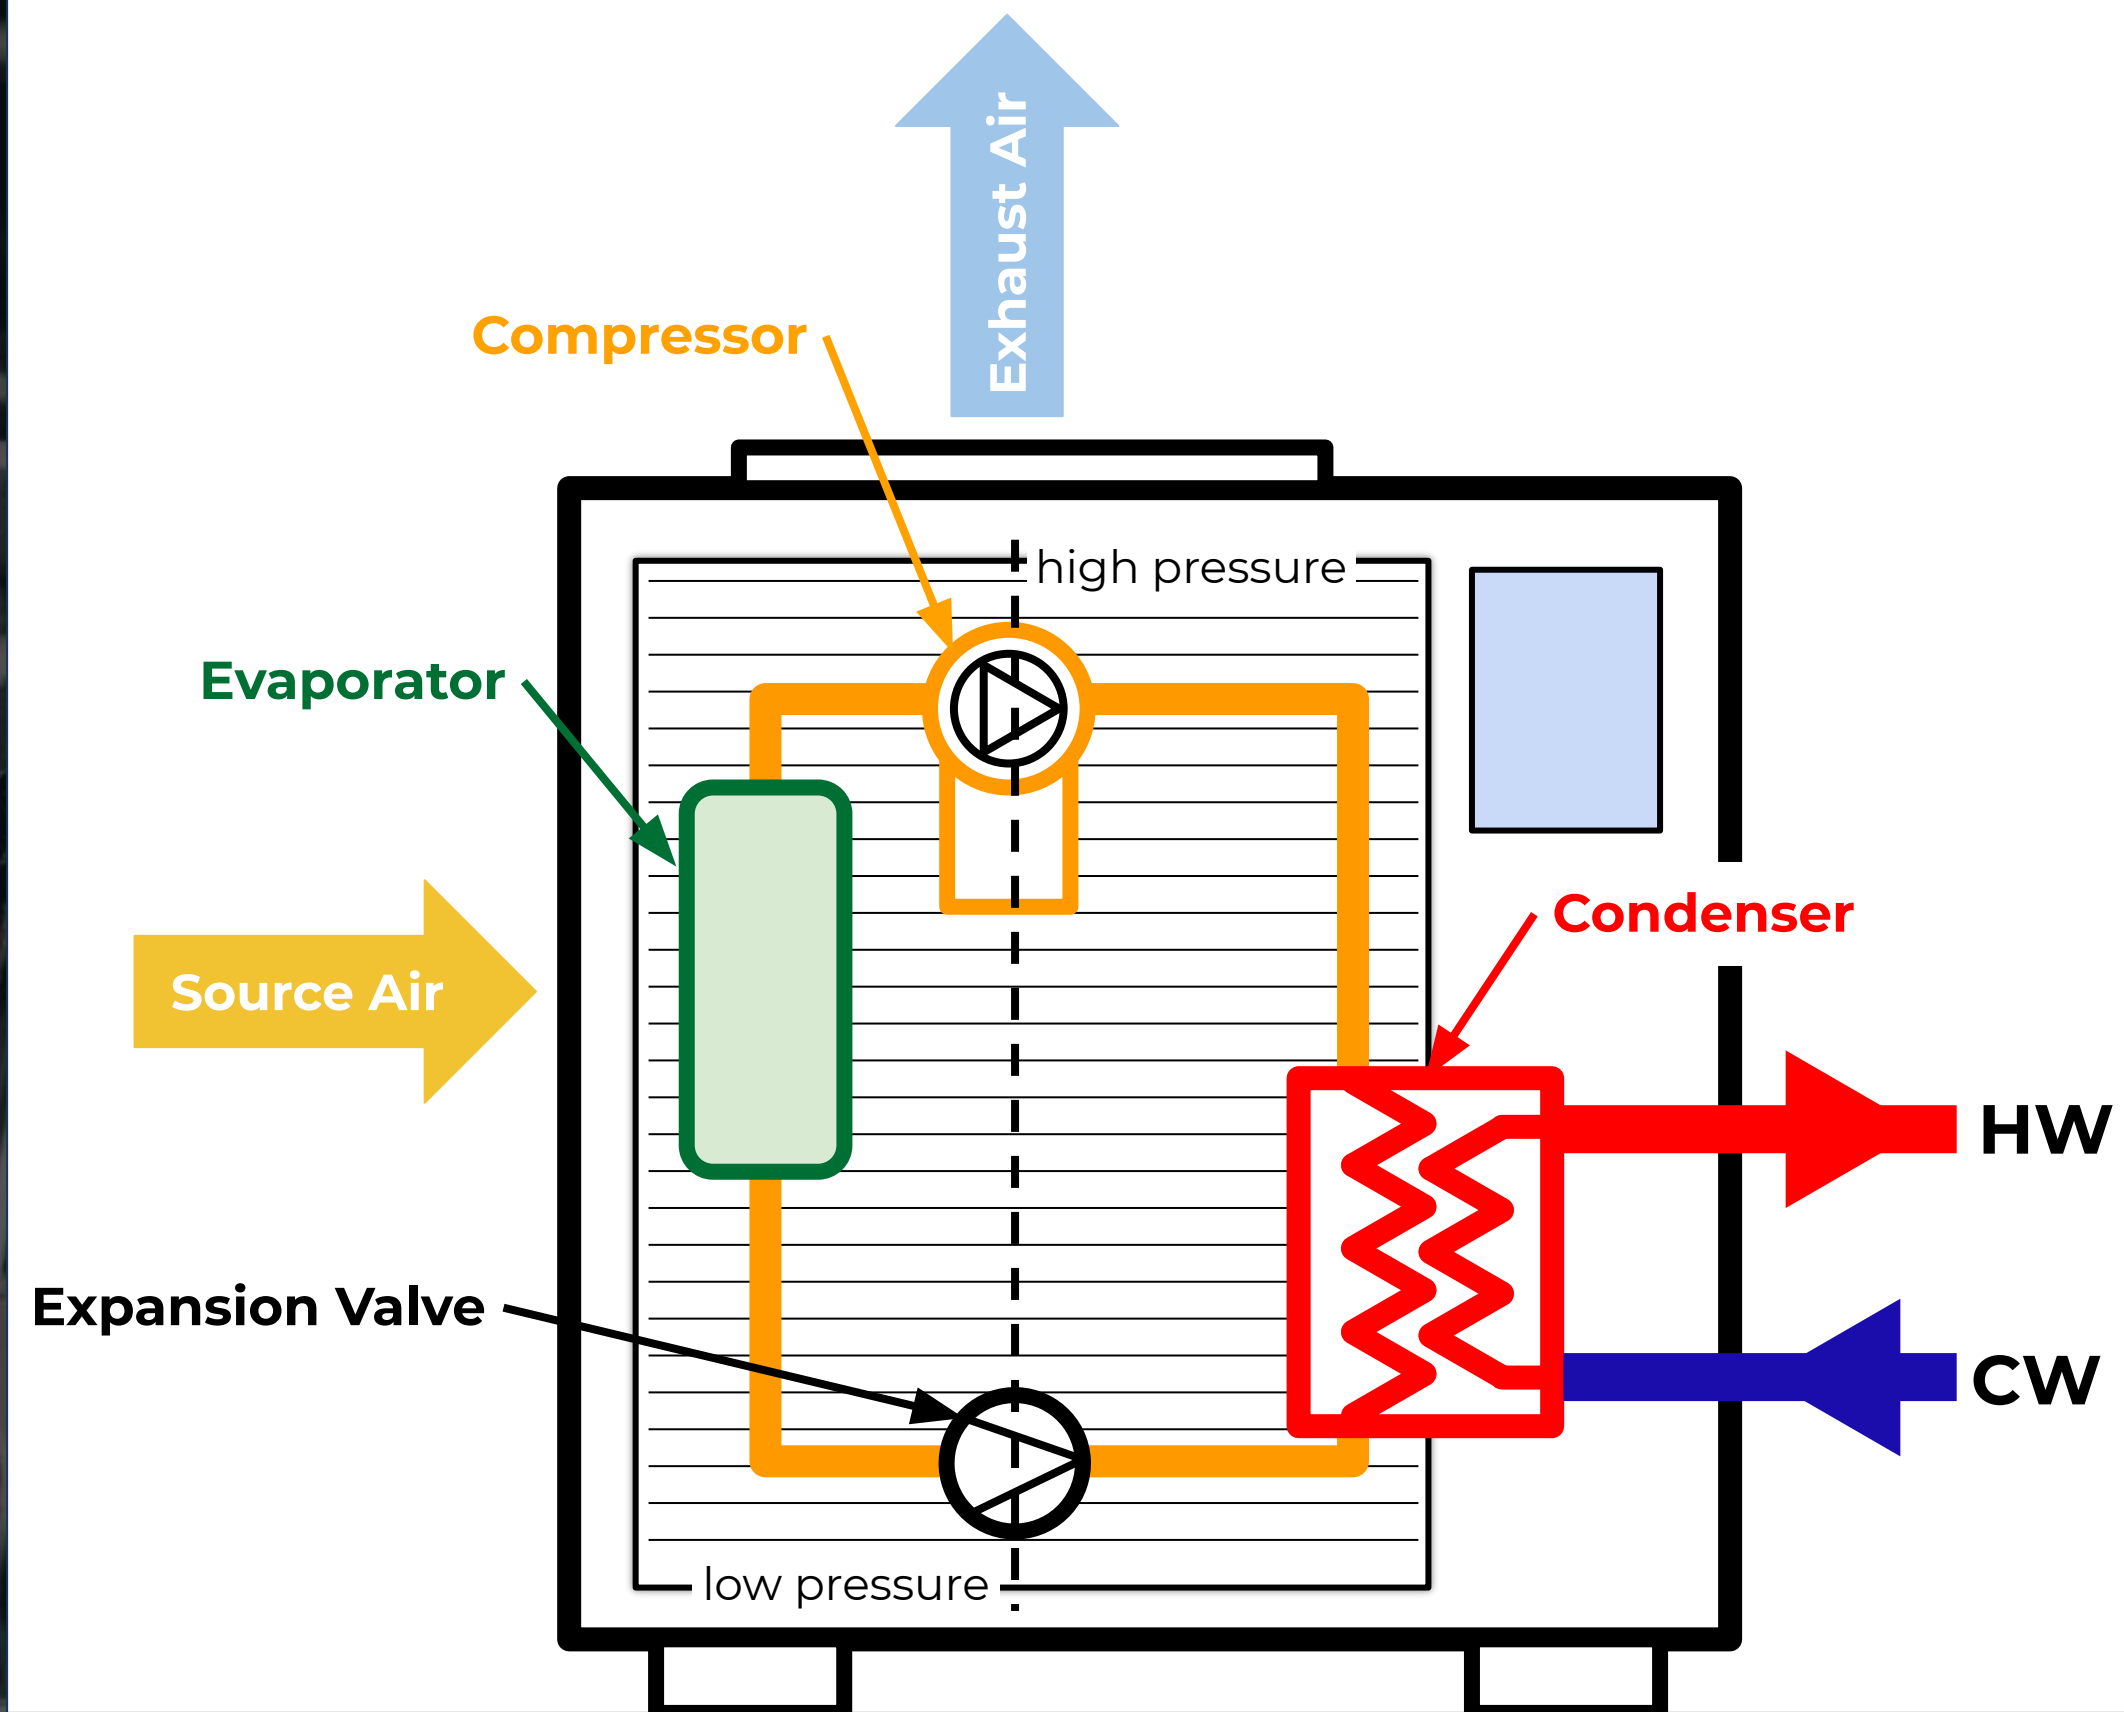 Exhaust Air
Compressor
high pressure
Evaporator
Condenser
Source Air
HW
Expansion Valve
CW
low pressure